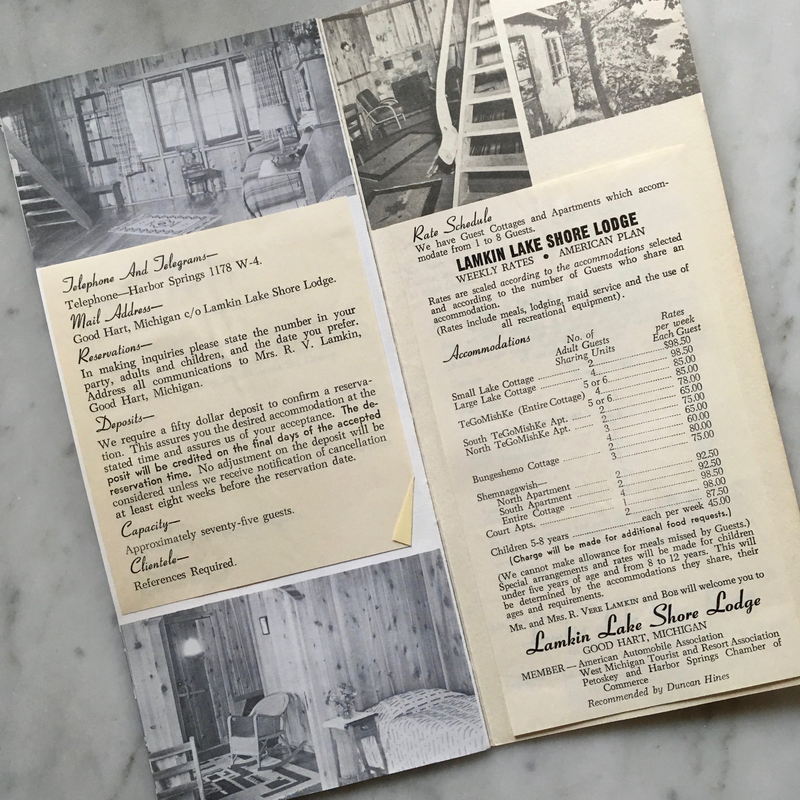 Telephone And Telegrams—
Telephone—Harbor Springs 1178 W-4.
Mail Address—
Good Hart, Michigan c/o Lamkin Lake Shore Lodge.
Reservations—
In making inquiries please state the number in your
party, adults and children, and the date you prefer.
Address all communications to Mrs. R. V. Lamkin,
Good Hart, Michigan.
Deposits—
We require a fifty dollar deposit to confirm a reserva-
tion. This assures you the desired accommodation at the
stated time and assures us of your acceptance. The de-
posit will be credited on the final days of the accepted
reservation time. No adjustment on the deposit will be
considered unless we receive notification of cancellation
at least eight weeks before the reservation date.
Capacity—
Approximately seventy-five guests.
Clientele—
References Required.
Rate Schedule
We have Guest Cottages and Apartments which accom-
modate from 1 to 8 Guests.
LAMKIN LAKE SHORE LODGE
WEEKLY RATES • AMERICAN PLAN
Rates are scaled according to the accommodations selected
and according to the number of Guests who share an
accommodation.
(Rates include meals, lodging, maid service and the use of
all recreational equipment).
Accommodations No. of Adult Guests Sharing Units Rates per week Each Guest
Small Lake Cottage 2 $98.50
Large Lake Cottage 4 98.50
5 or 6 85.00
TeGoMishKe (Entire Cottage) 4 85.00
5 or 6 78.00
South TeGoMishKe Apt. 2 75.00
North TeGoMishKe Apt. 2 65.00
3 65.00
4 60.00
Bungeshemo Cottage 2 80.00
3 75.00
Shemnagawish—
North Apartment 2 92.50
South Apartment 2 92.50
Entire Cottage 4 98.00
Court Apts. 1 98.00
2 87.50
Children 5-8 years each per week 45.00
(Charge will be made for additional food requests.)
(We cannot make allowance for meals missed by Guests.)
Special arrangements and rates will be made for children
under five years of age and from 8 to 12 years. This will
be determined by the accommodations they share, their
ages and requirements.
Mr. and Mrs. R. Vere Lamkin and Bob will welcome you to
Lamkin Lake Shore Lodge
GOOD HART, MICHIGAN
MEMBER—American Automobile Association
West Michigan Tourist and Resort Association
Petoskey and Harbor Springs Chamber of
Commerce
Recommended by Duncan Hines